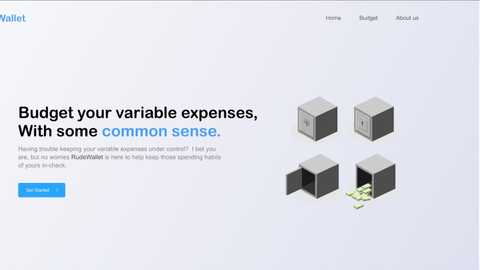 Wallet
Home Budget About us
Budget your variable expenses,
With some common sense.
Having trouble keeping your variable expenses under control? I bet you
are, but no worries RudeWallet is here to help keep those spending habits
of yours in-check.
Get Started